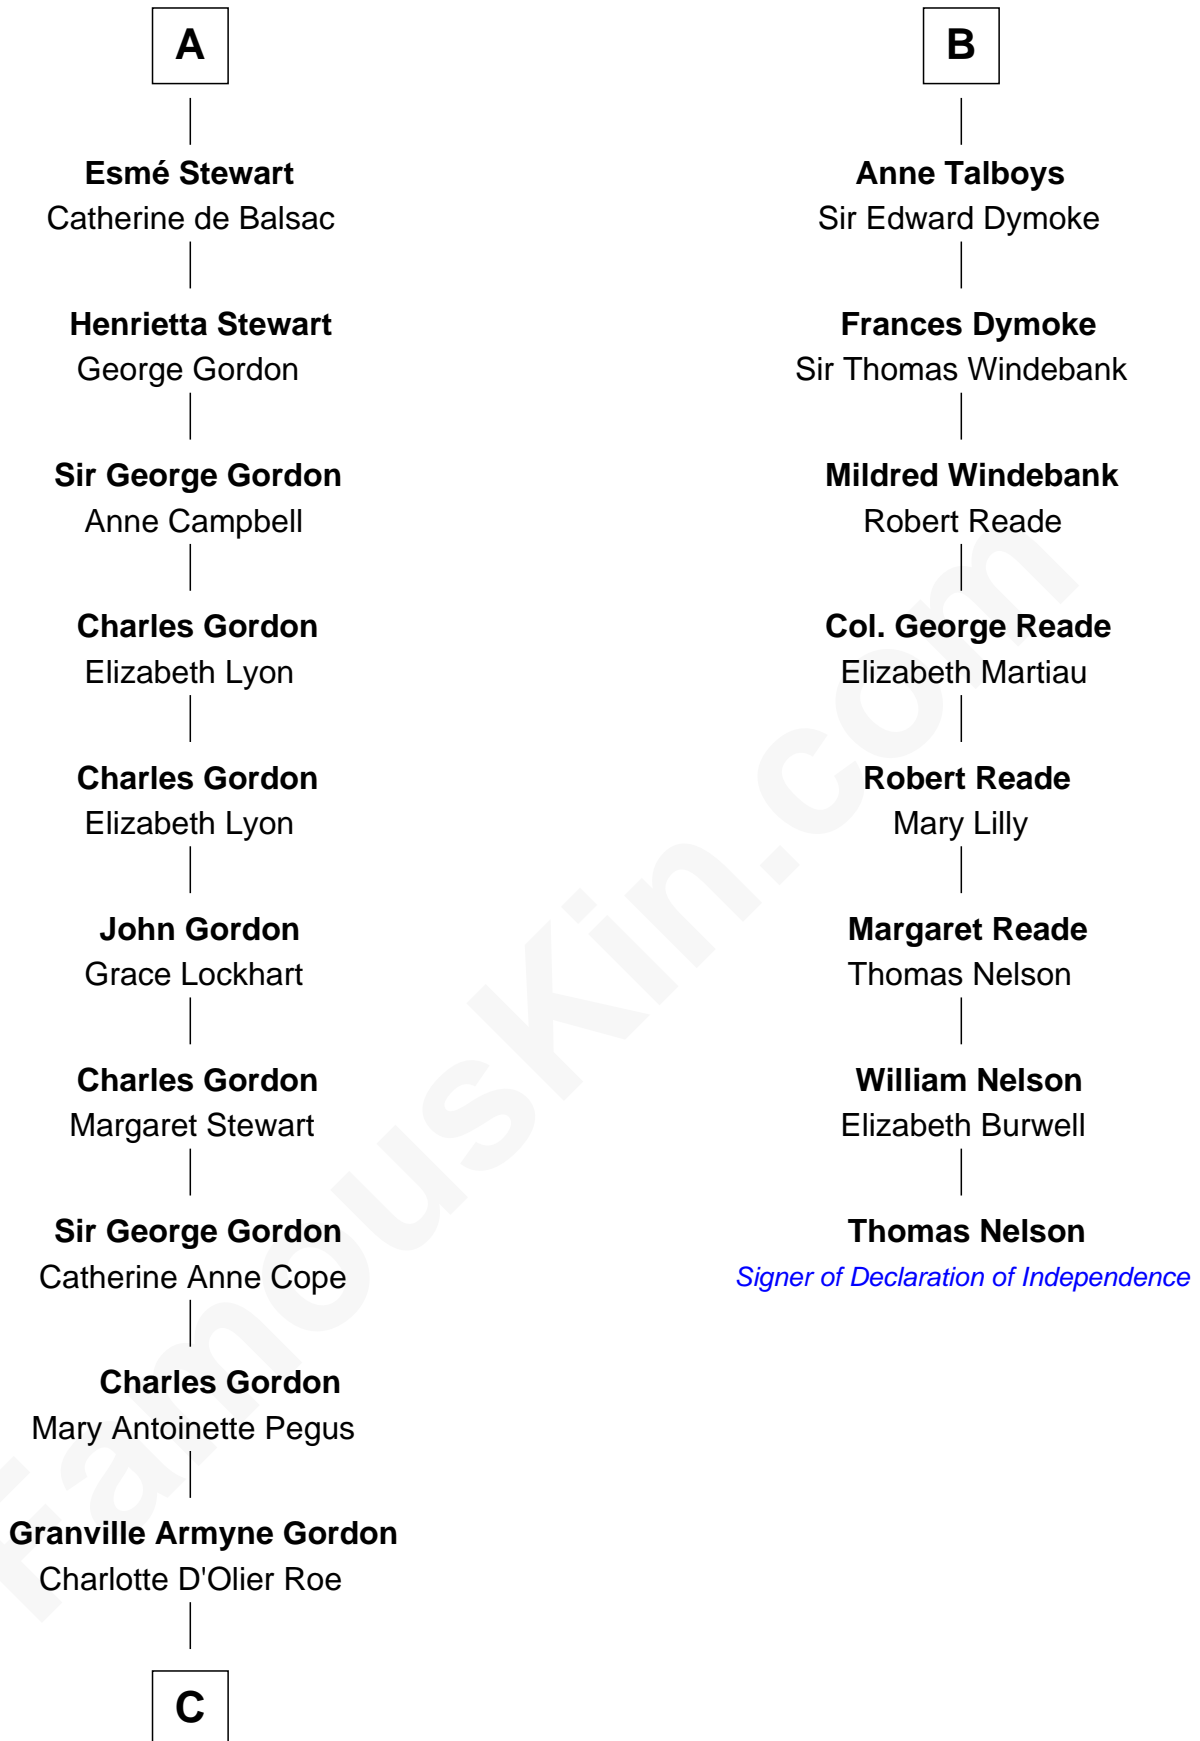 A
Esmé Stewart
Catherine de Balsac
Henrietta Stewart
George Gordon
Sir George Gordon
Anne Campbell
Charles Gordon
Elizabeth Lyon
Charles Gordon
Elizabeth Lyon
John Gordon
Grace Lockhart
Charles Gordon
Margaret Stewart
Sir George Gordon
Catherine Anne Cope
Charles Gordon
Mary Antoinette Pegus
Granville Armyne Gordon
Charlotte D'Olier Roe
C
B
Anne Talboys
Sir Edward Dymoke
Frances Dymoke
Sir Thomas Windebank
Mildred Windebank
Robert Reade
Col. George Reade
Elizabeth Martiau
Robert Reade
Mary Lilly
Margaret Reade
Thomas Nelson
William Nelson
Elizabeth Burwell
Thomas Nelson
Signer of Declaration of Independence
FamousKin.com